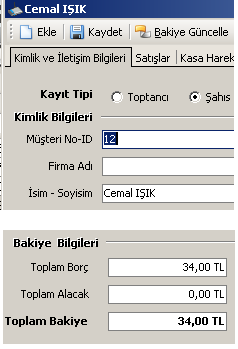 Cemal IŞIK
Ekle Kaydet Bakiye Güncelle
Kimlik ve İletişim Bilgileri Satışlar Kasa Harek
Kayıt Tipi Toptancı Şahıs
Kimlik Bilgileri
Müşteri No-ID 12
Firma Adı
İsim - Soyisim Cemal IŞIK
Bakiye Bilgileri
Toplam Borç 34,00 TL
Toplam Alacak 0,00 TL
Toplam Bakiye 34,00 TL